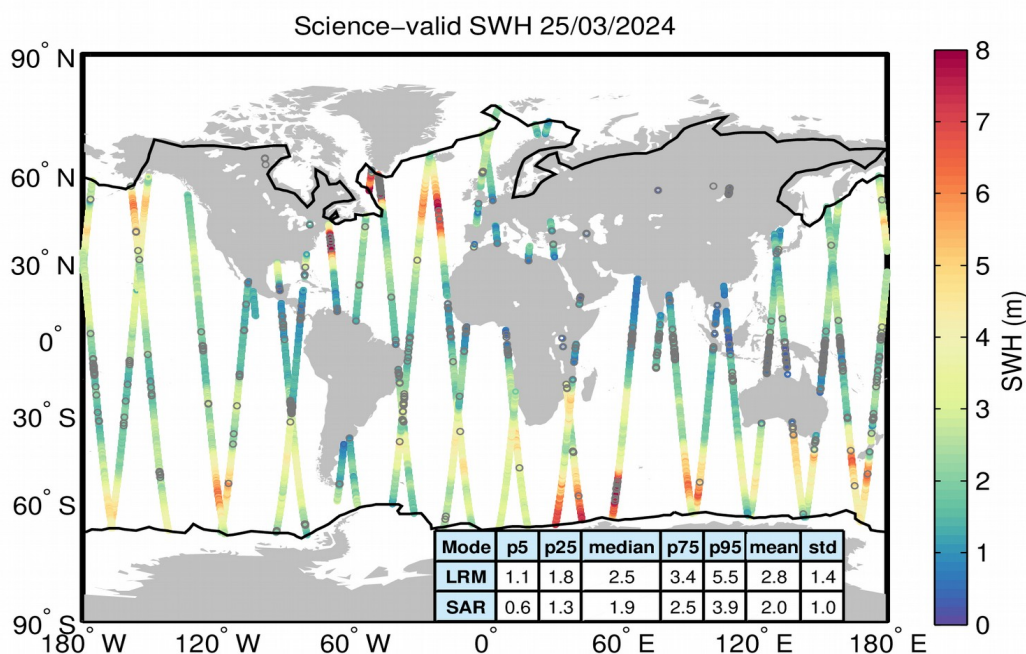 Science−valid SWH 25/03/2024
90° N
60° N
30° N
0°
30° S
60° S
90° S
180° W
120° W
60° W
0°
60° E
120° E
180° E
8
7
6
5
4
3
2
1
0
SWH (m)
Mode p5 p25 median p75 p95 mean std
LRM 1.1 1.8 2.5 3.4 5.5 2.8 1.4
SAR 0.6 1.3 1.9 2.5 3.9 2.0 1.0